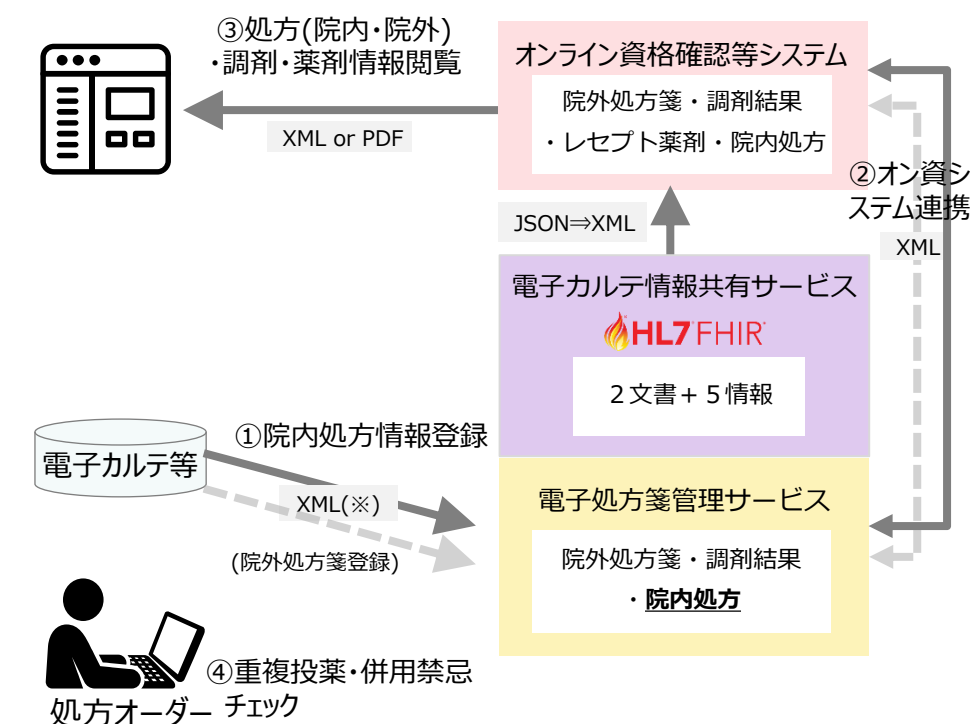 ③処方(院内・院外)
・調剤・薬剤情報閲覧
XML or PDF
オンライン資格確認等システム
院外処方箋・調剤結果
・レセプト薬剤・院内処方
②オン資シ
ステム連携
XML
JSON⇒XML
電子カルテ情報共有サービス
HL7 FHIR
２文書+５情報
①院内処方情報登録
電子カルテ等
XML(※)
(院外処方箋登録)
電子処方箋管理サービス
院外処方箋・調剤結果
・院内処方
④重複投薬・併用禁忌
チェック
処方オーダー